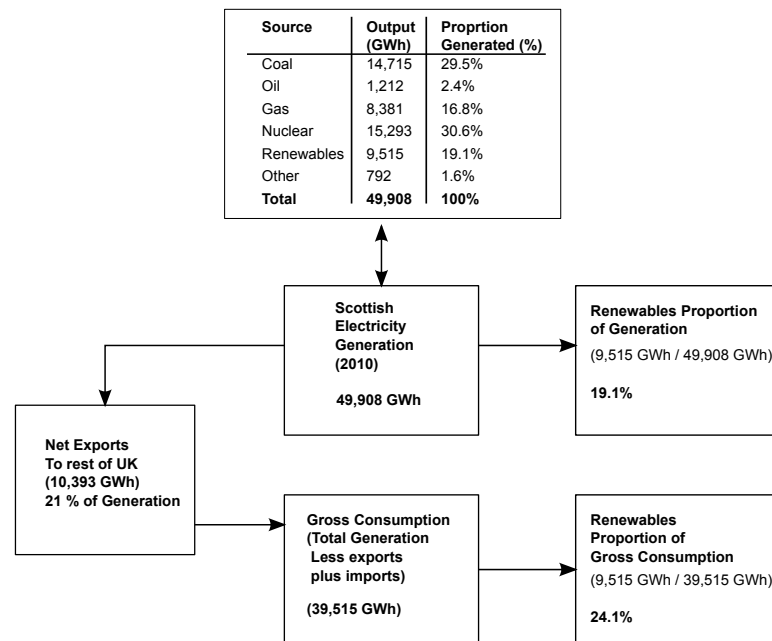 Source Output (GWh) Proprtion Generated (%)
Coal 14,715 29.5%
Oil 1,212 2.4%
Gas 8,381 16.8%
Nuclear 15,293 30.6%
Renewables 9,515 19.1%
Other 792 1.6%
Total 49,908 100%
Scottish
Electricity
Generation
(2010)
49,908 GWh
Renewables Proportion
of Generation
(9,515 GWh / 49,908 GWh)
19.1%
Net Exports
To rest of UK
(10,393 GWh)
21 % of Generation
Gross Consumption
(Total Generation
Less exports
plus imports)
(39,515 GWh)
Renewables
Proportion of
Gross Consumption
(9,515 GWh / 39,515 GWh)
24.1%